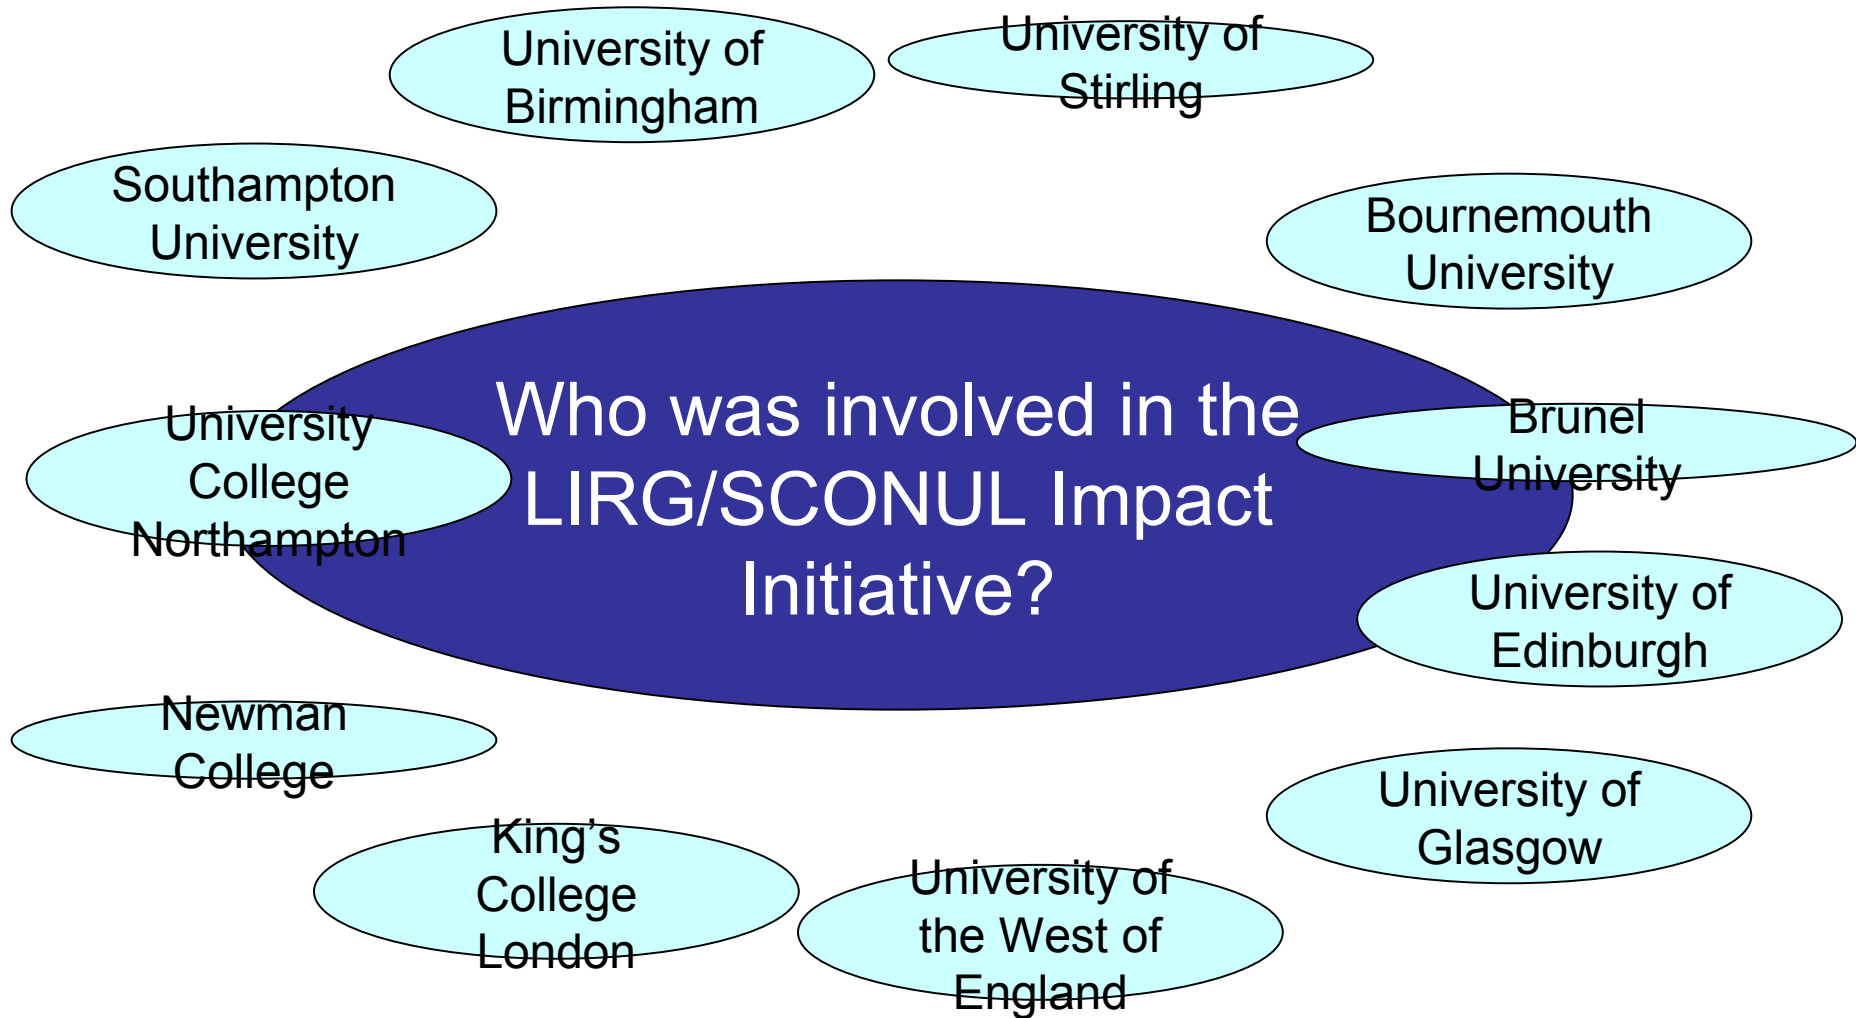 University of
Birmingham
University of
Stirling
Southampton
University
Bournemouth
University
Who was involved in the
LIRG/SCONUL Impact
Initiative?
University
College
Northampton
Brunel
University
University of
Edinburgh
Newman
College
University of
Glasgow
King’s
College
London
University of
the West of
England